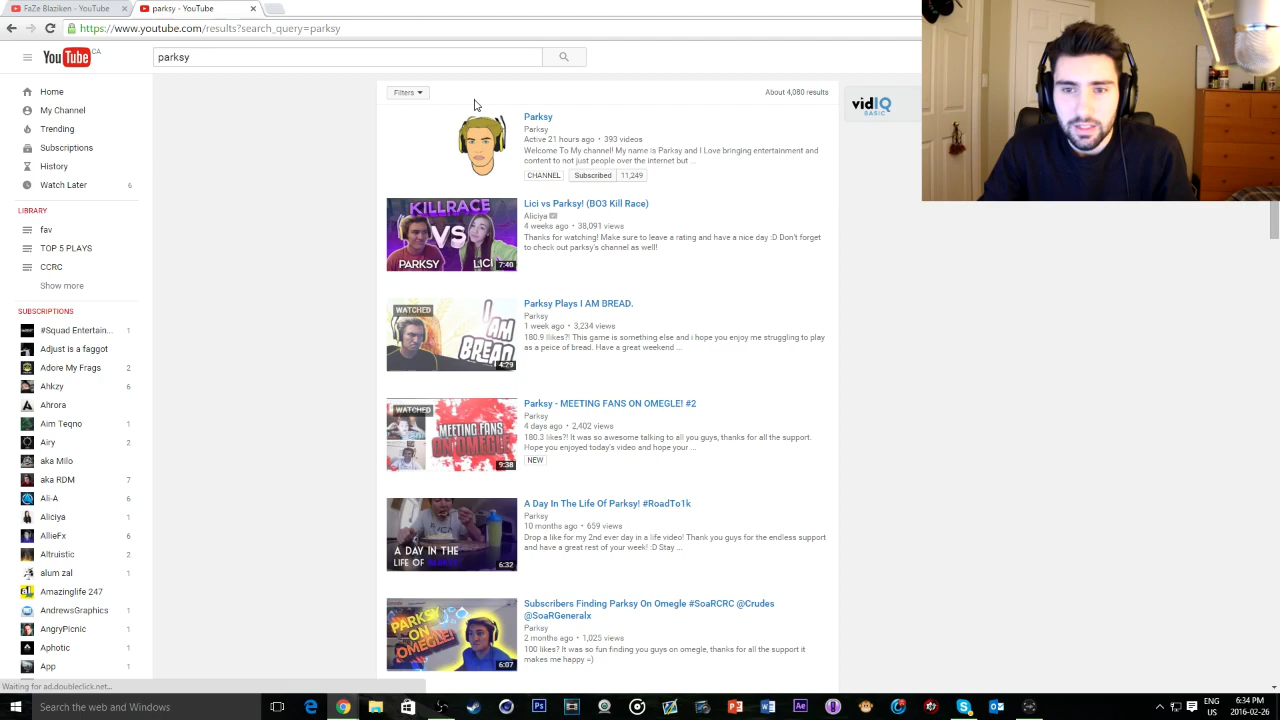 FaZe Blaziken - YouTube
parksy - YouTube
https://www.youtube.com/results?search_query=parksy
YouTube CA
parksy
Filters
About 4,080 results
vidIQ
BASIC
Home
My Channel
Trending
Subscriptions
History
Watch Later 6
LIBRARY
fav
TOP 5 PLAYS
CCRC
Show more
SUBSCRIPTIONS
#Squad Entertain... 1
Adjust is a faggot
Adore My Frags 2
Ahkzy 6
Ahrora
Aim Teqno 1
Airy 2
aka Milo
aka RDM 7
Ali-A 6
Aliciya 1
AllieFx 6
Altruistic 2
alum zal 1
Amazinglife 247
AndrewsGraphics 1
AngryPicnic 1
Aphotic 1
App 1
Parksy
Parksy
Active 21 hours ago • 393 videos
Welcome To My channel! My name is Parksy and I Love bringing entertainment and
content to not just people over the internet but ...
CHANNEL Subscribed 11,249
KILLRACE
VS
PARKSY LICI
7:40
Lici vs Parksy! (BO3 Kill Race)
Aliciya
4 weeks ago • 38,091 views
Thanks for watching! Make sure to leave a rating and have a nice day :D Don't forget
to check out parksy's channel as well!
WATCHED
I AM
BREAD
4:29
Parksy Plays I AM BREAD.
Parksy
1 week ago • 3,234 views
180.9 llikes?! This game is something else and i hope you enjoy me struggling to play
as a peice of bread. Have a great weekend ...
WATCHED
MEETING FANS
ON OMEGLE!
9:38
Parksy - MEETING FANS ON OMEGLE! #2
Parksy
4 days ago • 2,402 views
180.3 likes?! It was so awesome talking to all you guys, thanks for all the support.
Hope you enjoyed today's video and hope your ...
NEW
A DAY IN THE
LIFE OF PARKSY
6:32
A Day In The Life Of Parksy! #RoadTo1k
Parksy
10 months ago • 659 views
Drop a like for my 2nd ever day in a life video! Thank you guys for the endless support
and have a great rest of your week! :D Stay ...
PARKSY
ON
OMEGLE!
6:07
Subscribers Finding Parksy On Omegle #SoaRCRC @Crudes
@SoaRGeneralx
Parksy
2 months ago • 1,025 views
100 likes? It was so fun finding you guys on omegle, thanks for all the support it
makes me happy =)
Waiting for ad.doubleclick.net...
Search the web and Windows
ENG
US
6:34 PM
2016-02-26